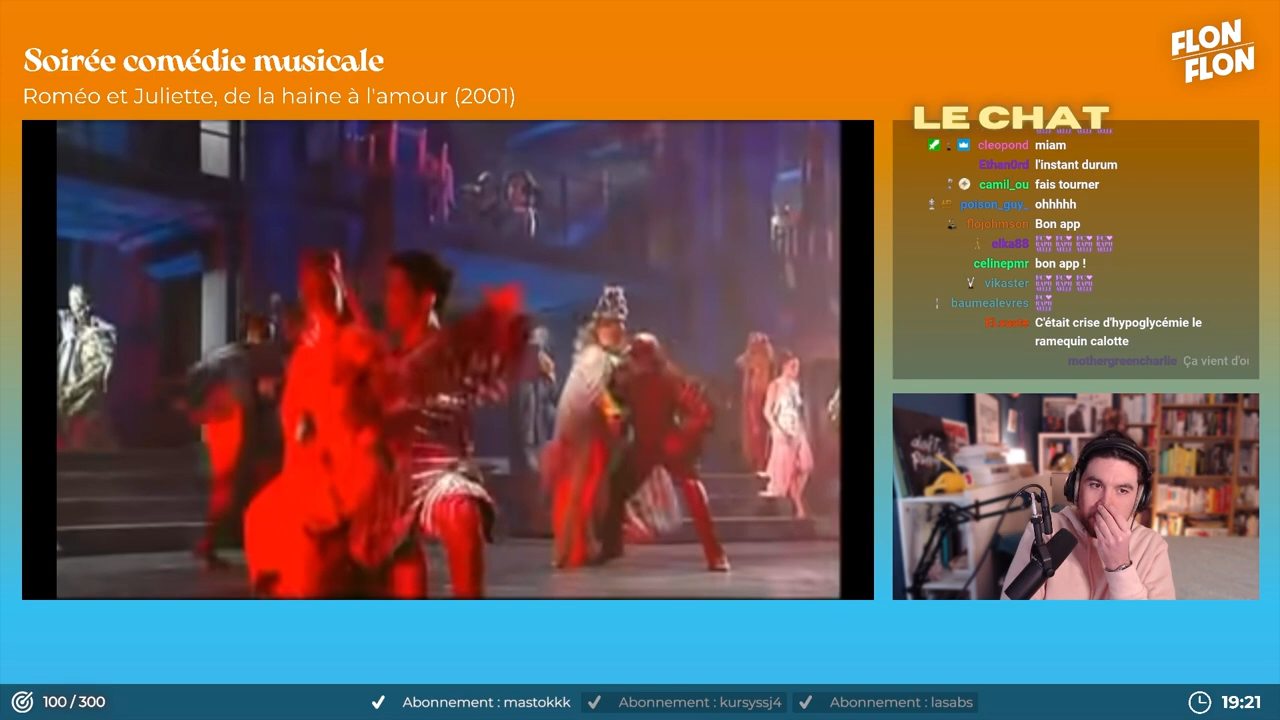 Soirée comédie musicale
Roméo et Juliette, de la haine à l'amour (2001)
FLON
FLON
LE CHAT
cleopond miam
Ethan0rd l'instant durum
camil_ou fais tourner
poison_guy_ ohhhhh
flojohmson Bon app
elka88
celinepmr bon app !
vikaster
baumealevres
C'était crise d'hypoglycémie le
ramequin calotte
mothergreencharlie Ça vient d'o
100 / 300
Abonnement : mastokkk
Abonnement : kursyssj4
Abonnement : lasabs
19:21